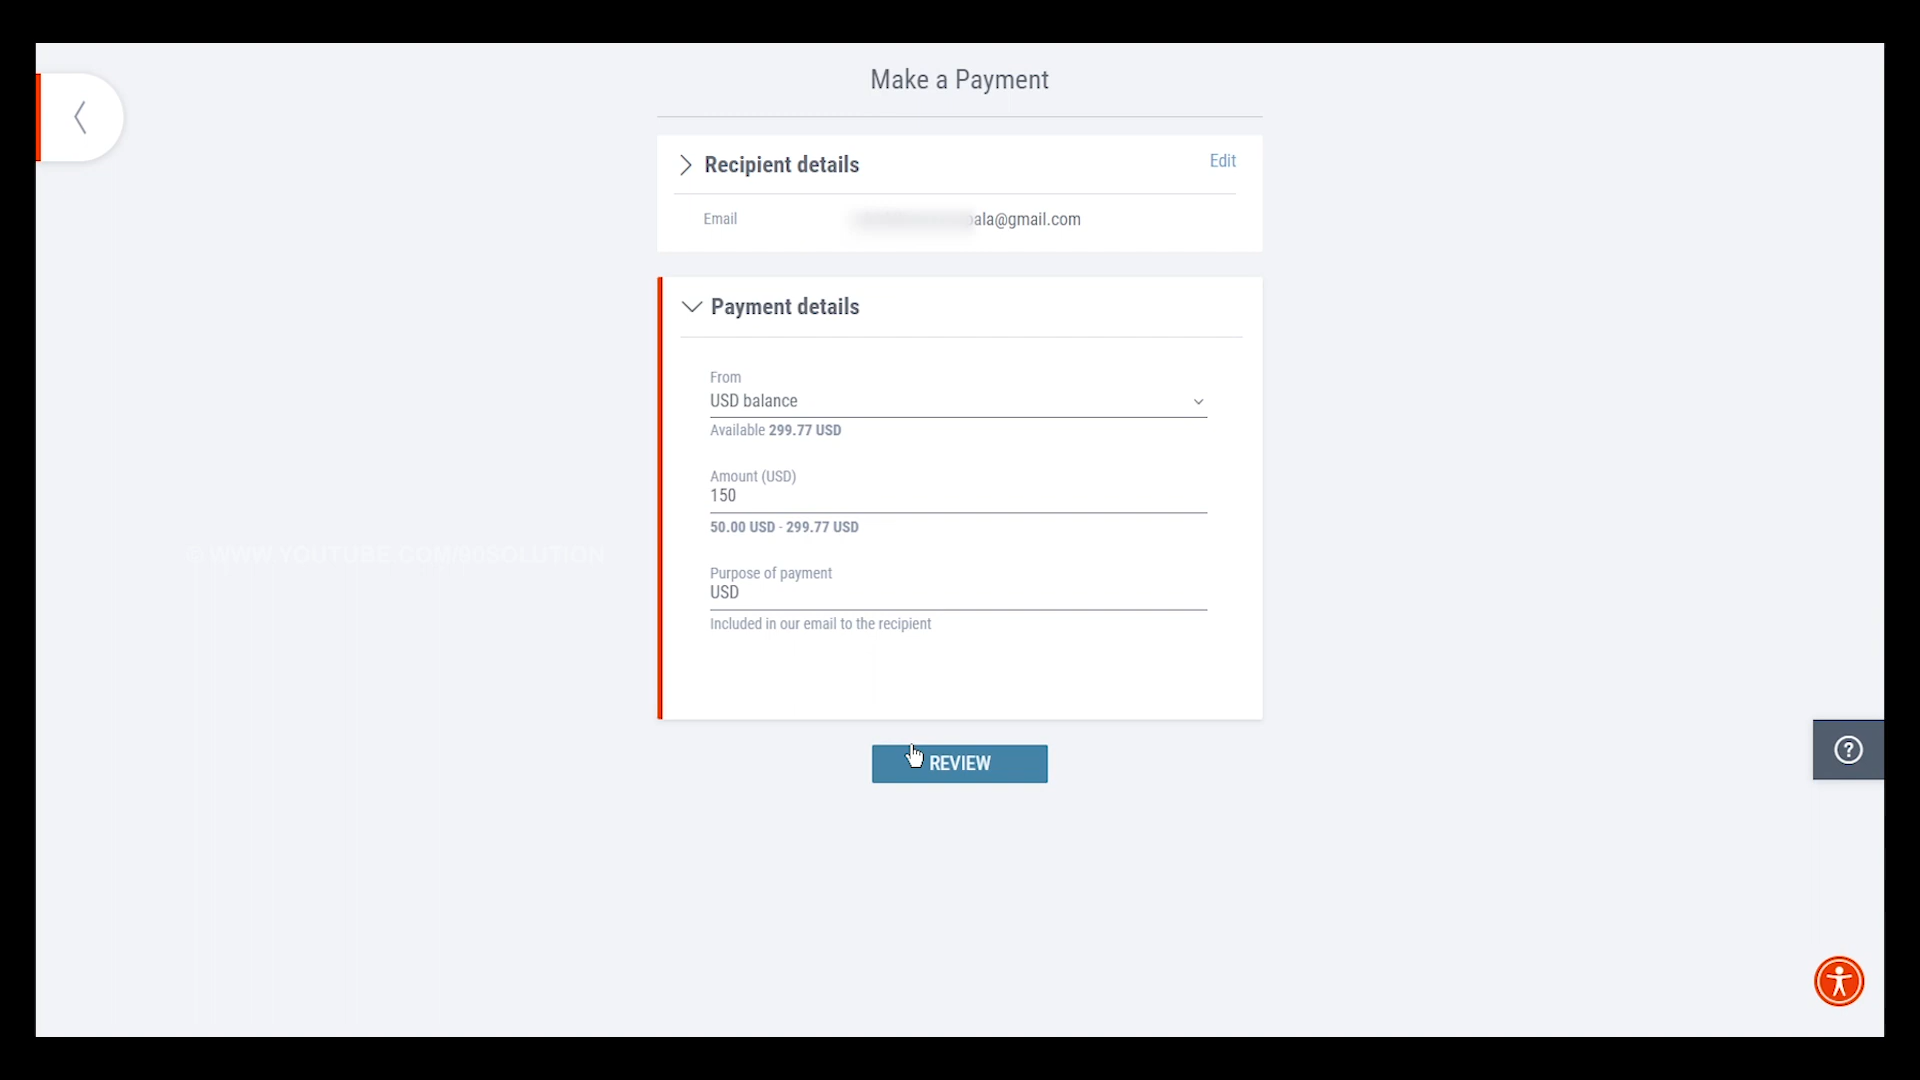 Make a Payment
Recipient details
Edit
Email
pala@gmail.com
Payment details
From
USD balance
Available 299.77 USD
Amount (USD)
150
50.00 USD - 299.77 USD
© WWW.YOUTUBE.COM/90SOLUTION
Purpose of payment
USD
Included in our email to the recipient
REVIEW
?